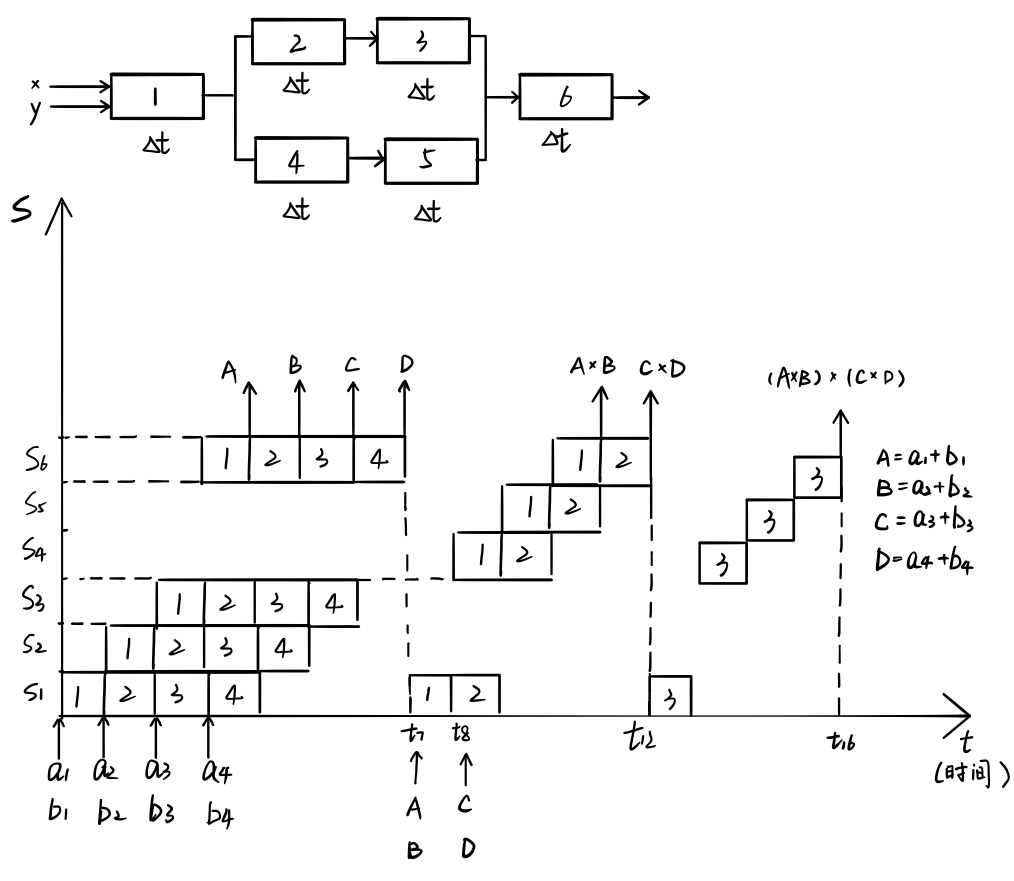 2 3
x 1 6
y
Δt Δt Δt Δt
4 5
Δt Δt
S
A B C D A×B C×D (A×B)×(C×D)
S6 1 2 3 4 1 2 3 A=a1+b1
S5 1 2 3 B=a2+b2
S4 1 2 3 C=a3+b3
D=a4+b4
S3 1 2 3 4
S2 1 2 3 4
S1 1 2 3 4 1 2 3
t7 t8 t12 t16 t
a1 a2 a3 a4 (时间)
b1 b2 b3 b4 A C
B D